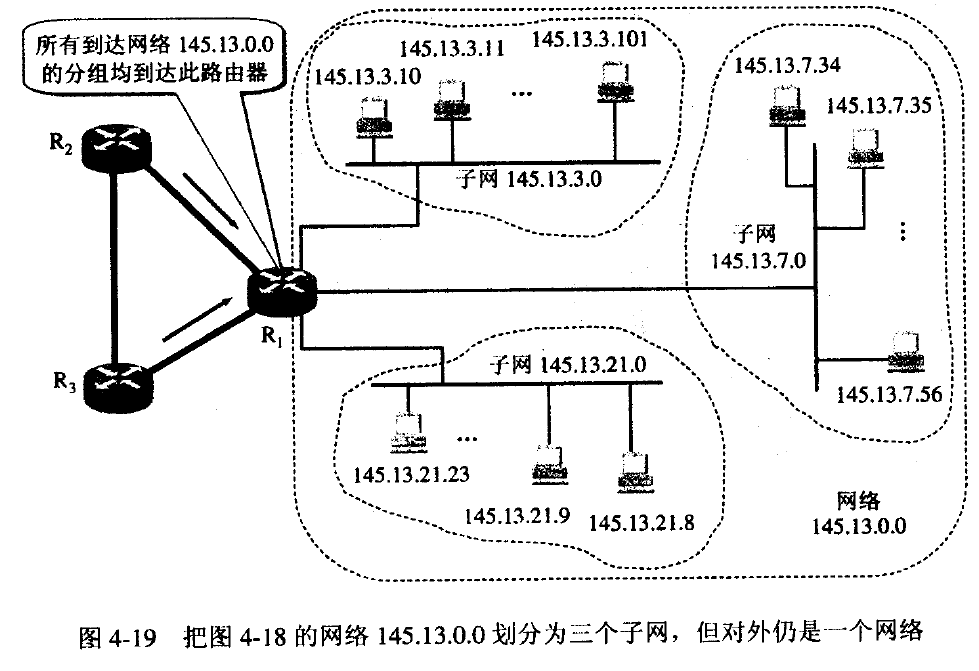 所有到达网络 145.13.0.0
的分组均到达此路由器
145.13.3.10
145.13.3.11
145.13.3.101
...
子网 145.13.3.0
145.13.7.34
145.13.7.35
子网
145.13.7.0
...
145.13.7.56
R2
R1
R3
子网 145.13.21.0
...
145.13.21.23
145.13.21.9
145.13.21.8
网络
145.13.0.0
图 4-19 把图 4-18 的网络 145.13.0.0 划分为三个子网，但对外仍是一个网络